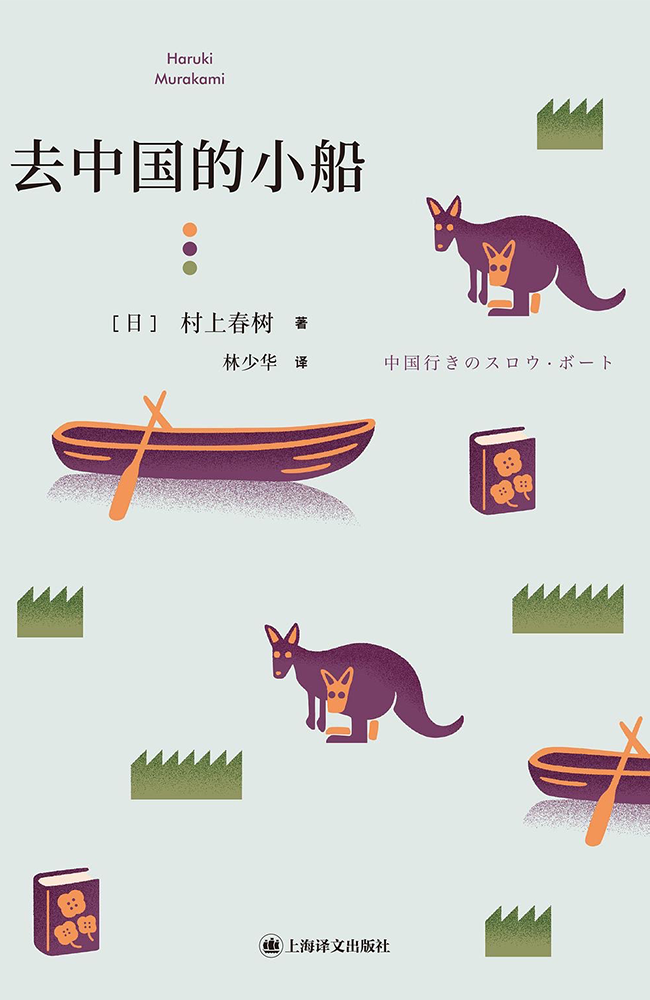 Haruki
Murakami
去中国的小船
[日] 村上春树 著
林少华 译
中国行きのスロウ・ボート
上海译文出版社